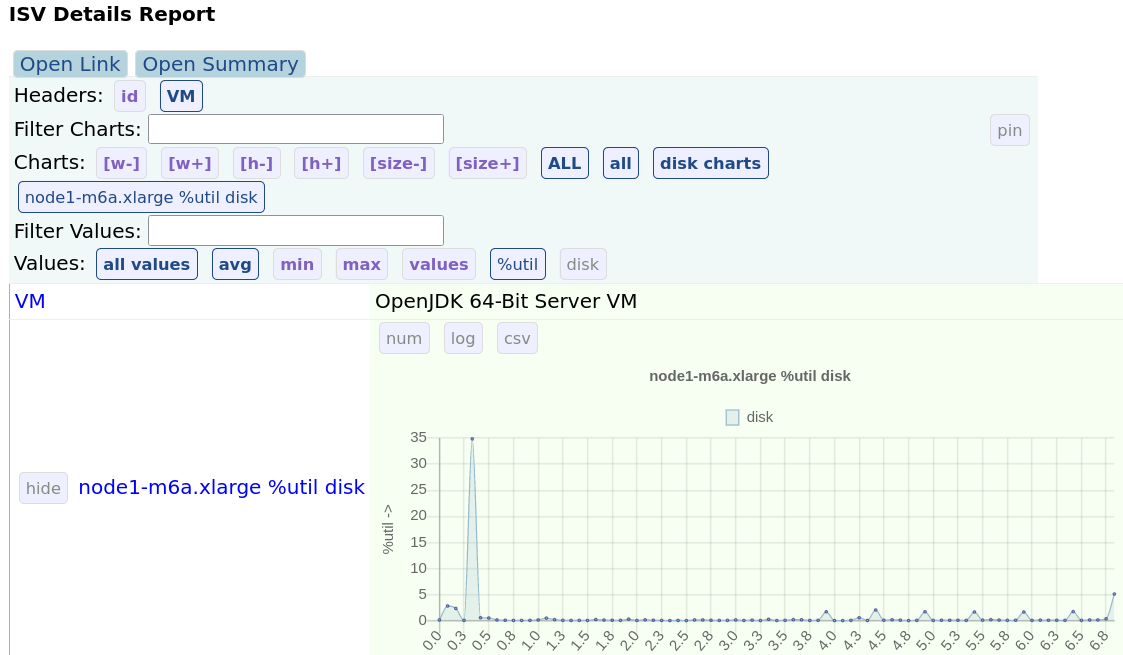 ISV Details Report
Open Link Open Summary
Headers: id VM
Filter Charts: pin
Charts: [w-] [w+] [h-] [h+] [size-] [size+] ALL all disk charts
node1-m6a.xlarge %util disk
Filter Values:
Values: all values avg min max values %util disk
VM OpenJDK 64-Bit Server VM
num log csv
node1-m6a.xlarge %util disk
disk
hide node1-m6a.xlarge %util disk
%util ->
35
30
25
20
15
10
5
0
0.0 0.3 0.5 0.8 1.0 1.3 1.5 1.8 2.0 2.3 2.5 2.8 3.0 3.3 3.5 3.8 4.0 4.3 4.5 4.8 5.0 5.3 5.5 5.8 6.0 6.3 6.5 6.8